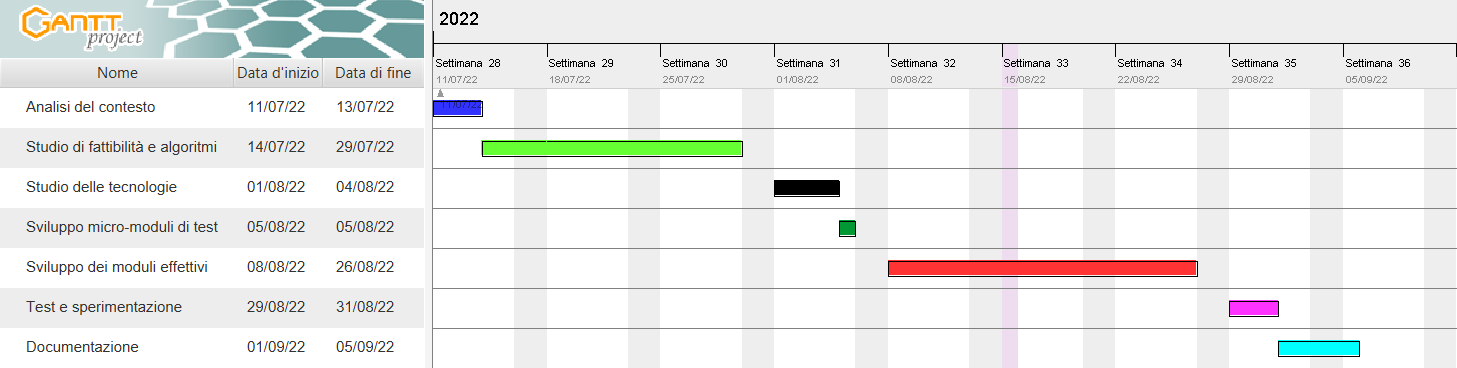 GANTT
project
2022
Nome Data d'inizio Data di fine
Settimana 28 Settimana 29 Settimana 30 Settimana 31 Settimana 32 Settimana 33 Settimana 34 Settimana 35 Settimana 36
11/07/22 18/07/22 25/07/22 01/08/22 08/08/22 15/08/22 22/08/22 29/08/22 05/09/22
Analisi del contesto 11/07/22 13/07/22
11/07/22
Studio di fattibilità e algoritmi 14/07/22 29/07/22
Studio delle tecnologie 01/08/22 04/08/22
Sviluppo micro-moduli di test 05/08/22 05/08/22
Sviluppo dei moduli effettivi 08/08/22 26/08/22
Test e sperimentazione 29/08/22 31/08/22
Documentazione 01/09/22 05/09/22